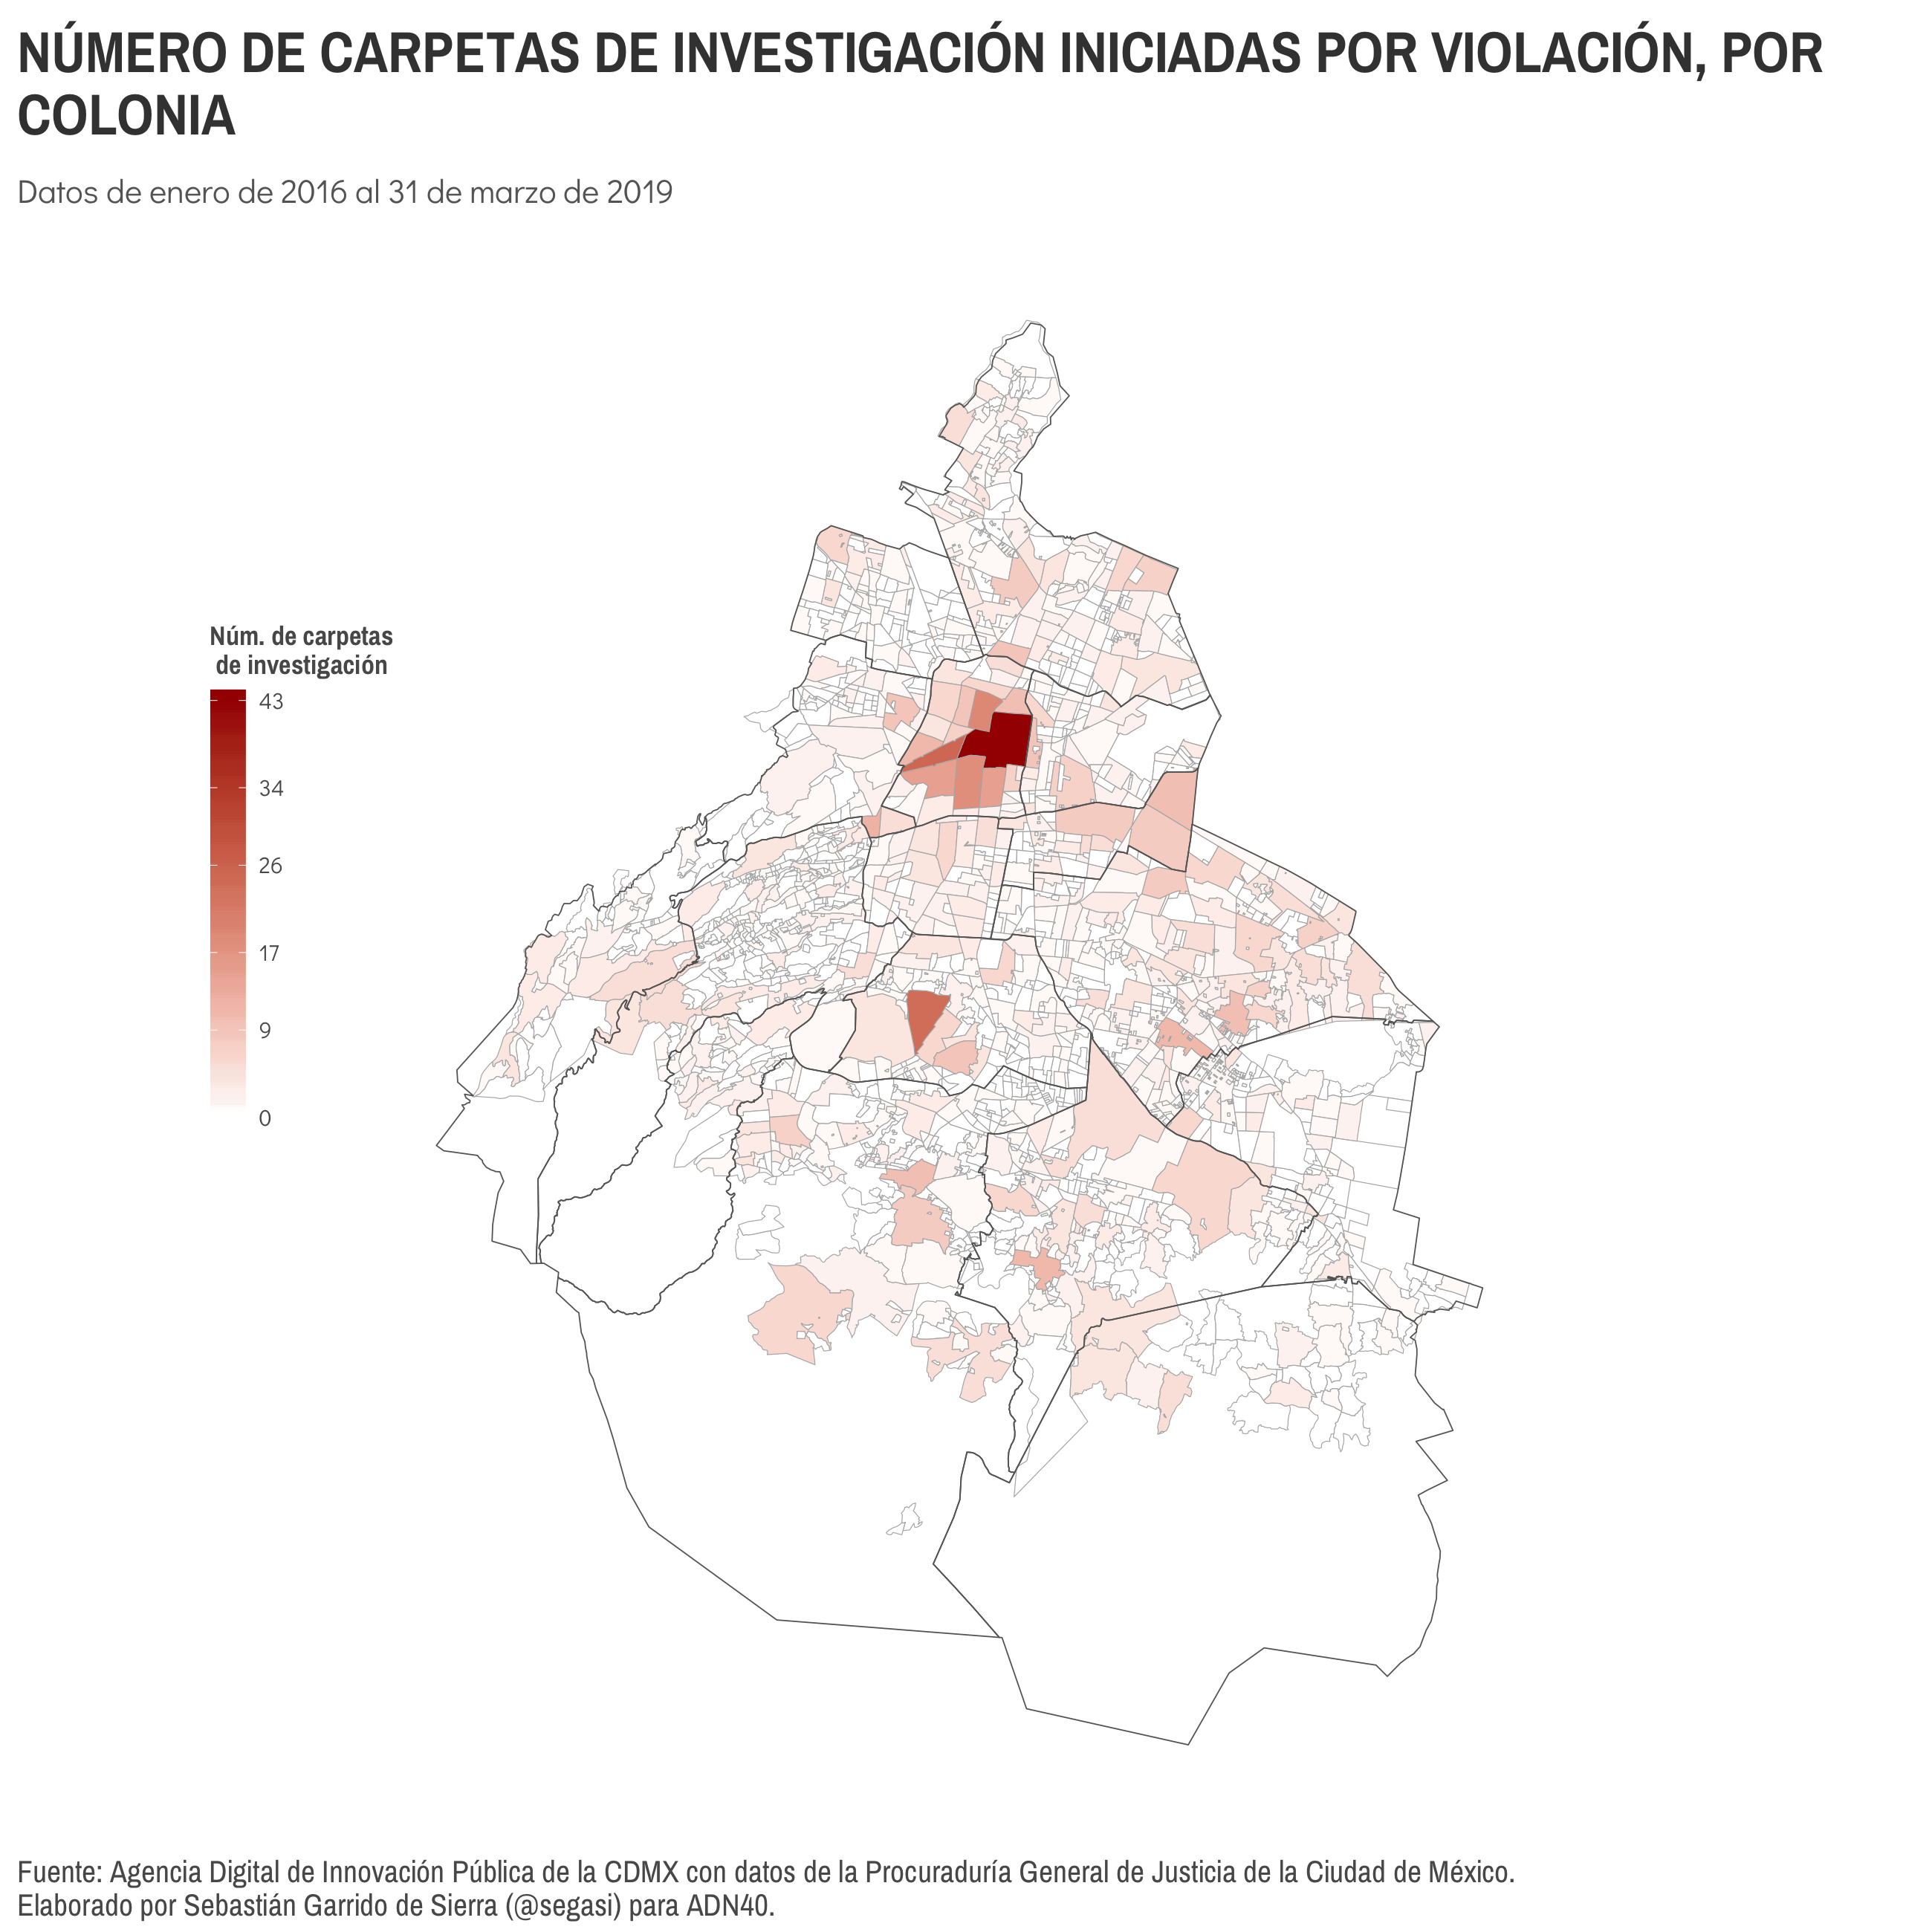 NÚMERO DE CARPETAS DE INVESTIGACIÓN INICIADAS POR VIOLACIÓN, POR
COLONIA
Datos de enero de 2016 al 31 de marzo de 2019
Núm. de carpetas
de investigación
43
34
26
17
9
0
Fuente: Agencia Digital de Innovación Pública de la CDMX con datos de la Procuraduría General de Justicia de la Ciudad de México.
Elaborado por Sebastián Garrido de Sierra (@segasi) para ADN40.